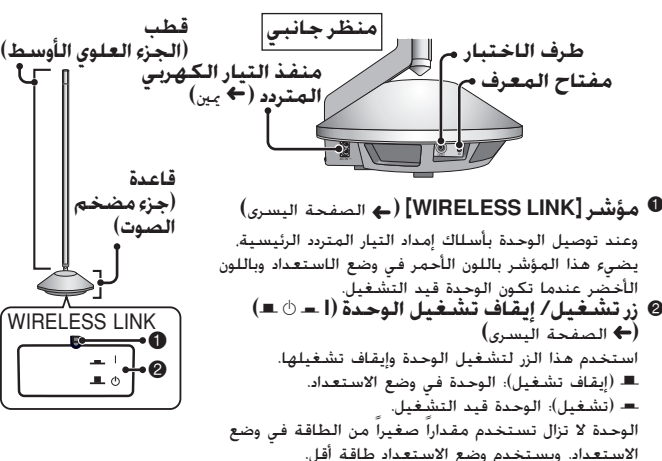 منظر جانبي
قطب
(الجزء العلوي الأوسط)
طرف الاختبار
مفتاح المعرف
منفذ التيار الكهربي
المتردد (← يمين)
قاعدة
(جزء مضخم
الصوت)
WIRELESS LINK
❶
❷
❶ مؤشر [WIRELESS LINK] (← الصفحة اليسرى)
وعند توصيل الوحدة بأسلاك إمداد التيار المتردد الرئيسية,
يضيء هذا المؤشر باللون الأحمر في وضع الاستعداد وباللون
الأخضر عندما تكون الوحدة قيد التشغيل.
❷ زر تشغيل/ إيقاف تشغيل الوحدة (▂ I ⏻ ■)
(← الصفحة اليسرى)
استخدم هذا الزر لتشغيل الوحدة وإيقاف تشغيلها.
■ (إيقاف تشغيل): الوحدة في وضع الاستعداد.
▂ (تشغيل): الوحدة قيد التشغيل.
الوحدة لا تزال تستخدم مقداراً صغيراً من الطاقة في وضع
الاستعداد. ويستخدم وضع الاستعداد طاقة أقل.